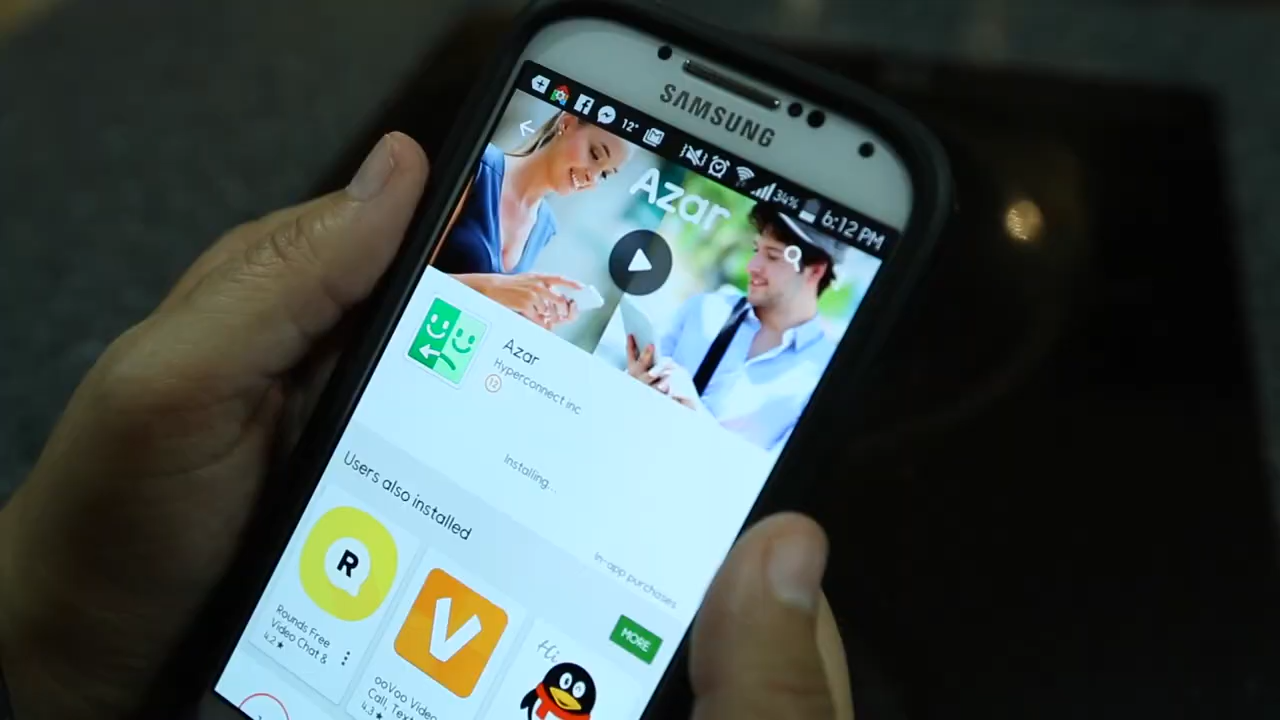 SAMSUNG
12° 34% 6:12 PM
Azar
Azar
Hyperconnect inc
12
Installing...
In-app purchases
Users also installed
MORE
R
Rounds Free
Video Chat &
4.2★
V
ooVoo Video
Call, Text
4.3★
Hi